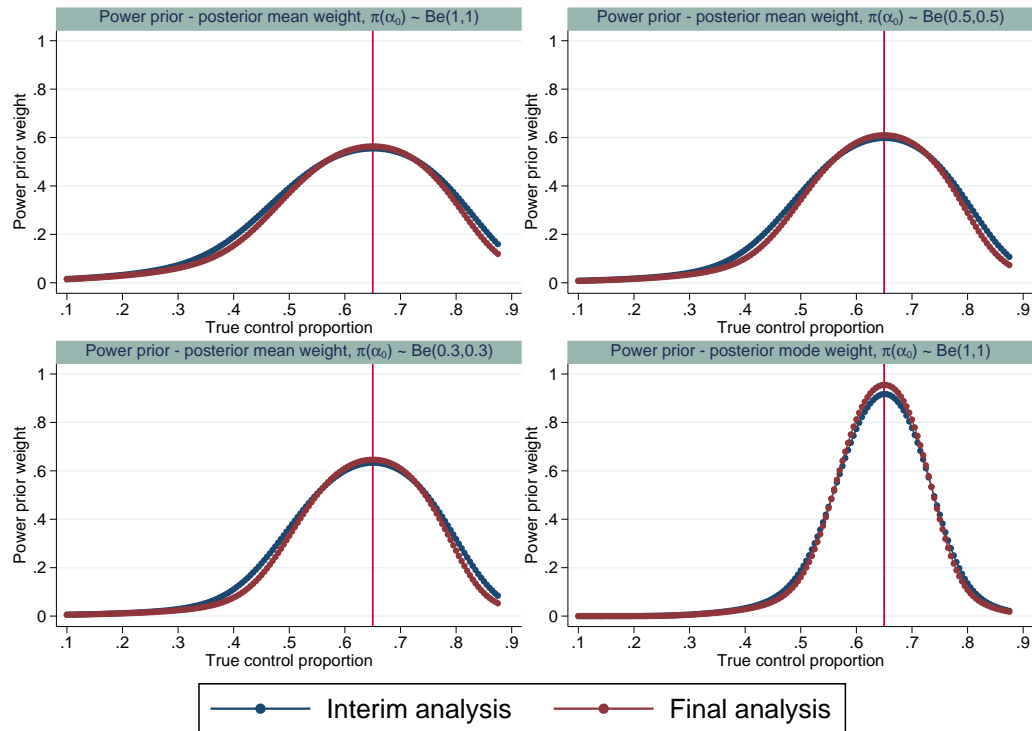 Power prior - posterior mean weight, π(α₀) ~ Be(1,1)
Power prior weight
1
.8
.6
.4
.2
0
.1 .2 .3 .4 .5 .6 .7 .8 .9
True control proportion
Power prior - posterior mean weight, π(α₀) ~ Be(0.5,0.5)
Power prior weight
1
.8
.6
.4
.2
0
.1 .2 .3 .4 .5 .6 .7 .8 .9
True control proportion
Power prior - posterior mean weight, π(α₀) ~ Be(0.3,0.3)
Power prior weight
1
.8
.6
.4
.2
0
.1 .2 .3 .4 .5 .6 .7 .8 .9
True control proportion
Power prior - posterior mode weight, π(α₀) ~ Be(1,1)
Power prior weight
1
.8
.6
.4
.2
0
.1 .2 .3 .4 .5 .6 .7 .8 .9
True control proportion
Interim analysis
Final analysis